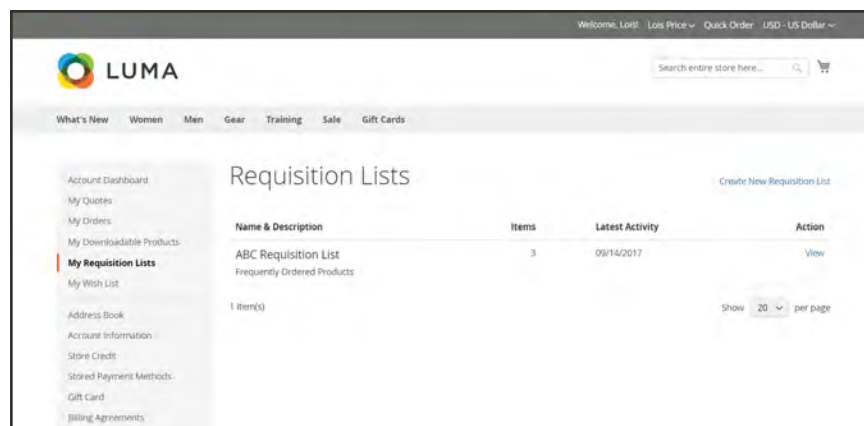 Welcome, Lois! Lois Price Quick Order USD - US Dollar
LUMA
Search entire store here...
What's New Women Men Gear Training Sale Gift Cards
Account Dashboard
My Quotes
My Orders
My Downloadable Products
My Requisition Lists
My Wish List
Address Book
Account Information
Store Credit
Stored Payment Methods
Gift Card
Billing Agreements
Requisition Lists
Create New Requisition List
Name & Description Items Latest Activity Action
ABC Requisition List 3 09/14/2017 View
Frequently Ordered Products
1 Item(s)
Show 20 per page